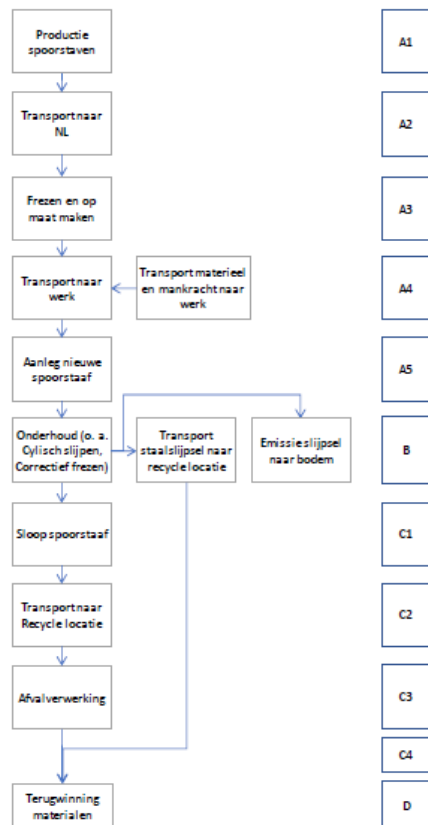 Productie
spoorstaven
A1
Transport naar
NL
A2
Frezen en op
maat maken
A3
Transport naar
werk
Transport materieel
en mankracht naar
werk
A4
Aanleg nieuwe
spoorstaaf
A5
Onderhoud (o. a.
Cylisch slijpen,
Correctief frezen)
Transport
staalslijpsel naar
recycle locatie
Emissie slijpsel
naar bodem
B
Sloop spoorstaaf
C1
Transport naar
Recycle locatie
C2
Afvalverwerking
C3
C4
Terugwinning
materialen
D